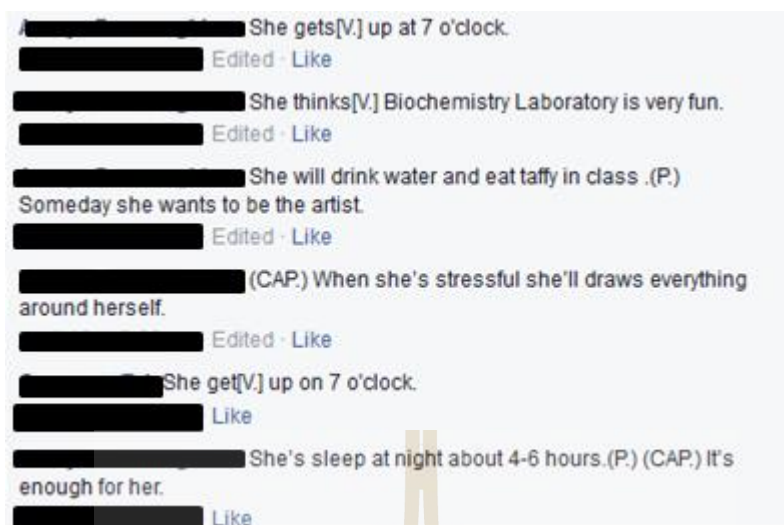 She gets[V.] up at 7 o'clock.
Edited · Like
She thinks[V.] Biochemistry Laboratory is very fun.
Edited · Like
She will drink water and eat taffy in class .(P.)
Someday she wants to be the artist.
Edited · Like
(CAP.) When she's stressful she'll draws everything
around herself.
Edited · Like
She get[V.] up on 7 o'clock.
Like
She's sleep at night about 4-6 hours.(P.) (CAP.) It's
enough for her.
Like